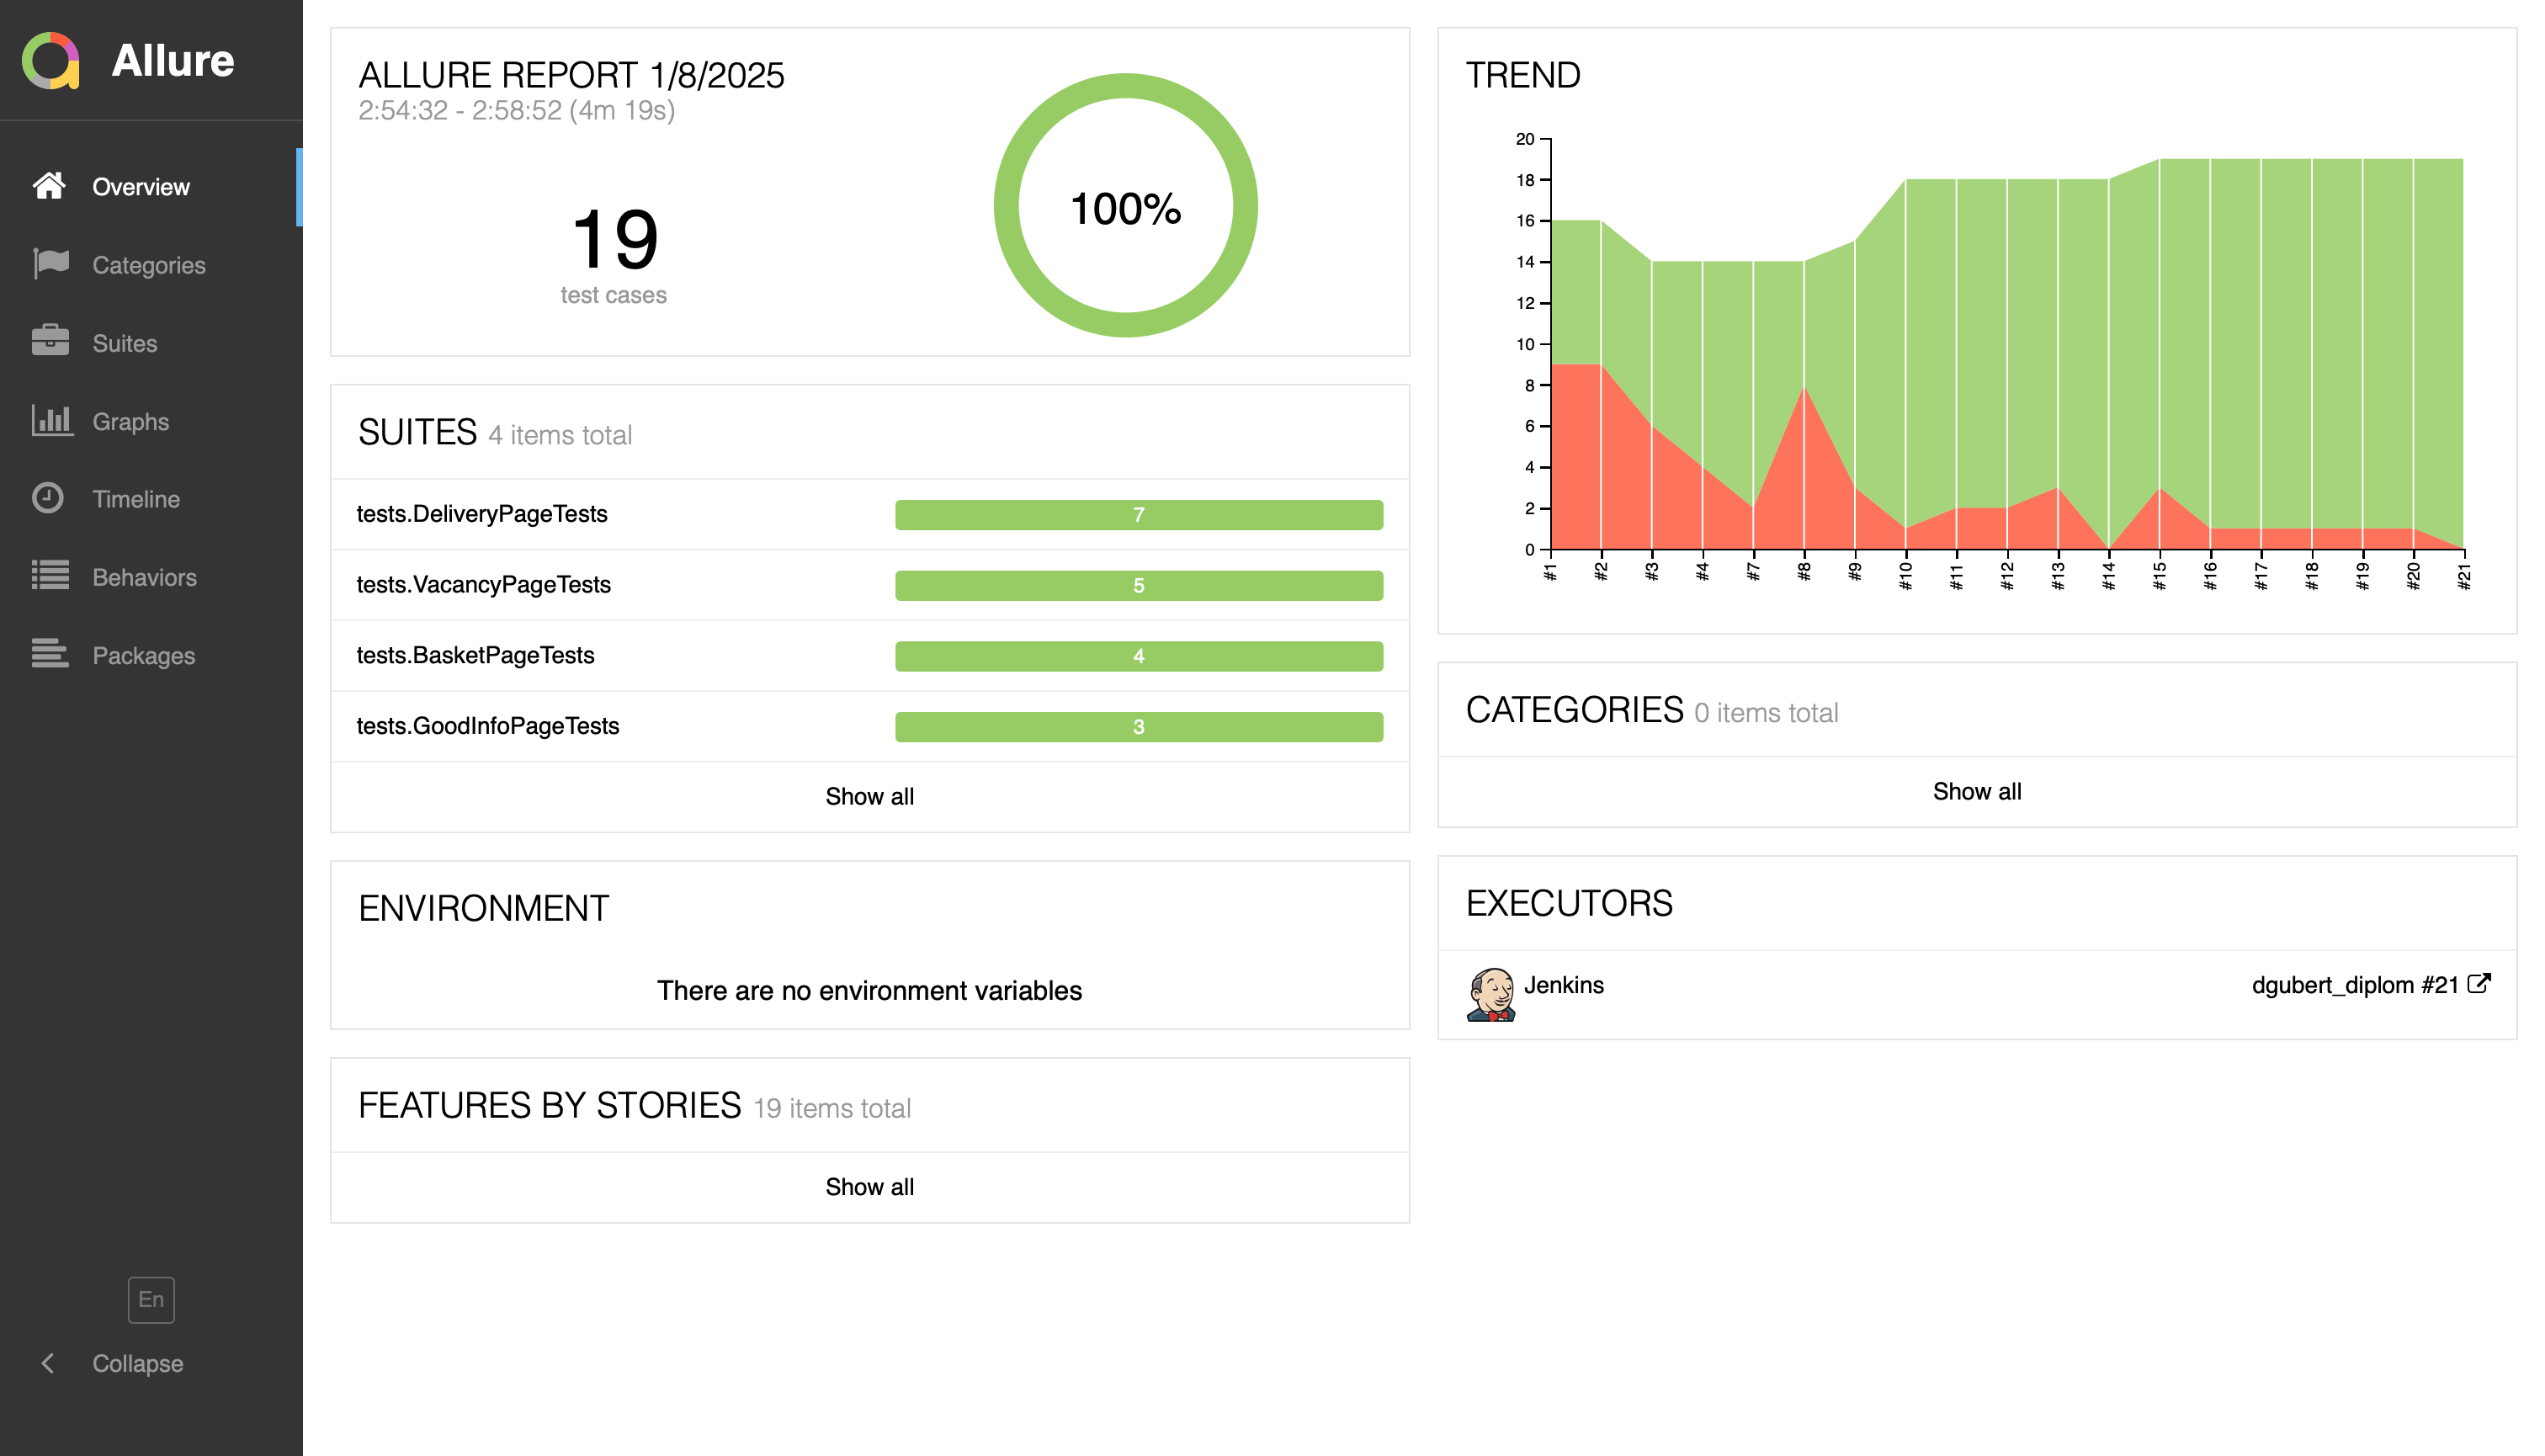 Allure
Overview
Categories
Suites
Graphs
Timeline
Behaviors
Packages
En
Collapse
ALLURE REPORT 1/8/2025
2:54:32 - 2:58:52 (4m 19s)
19
test cases
100%
SUITES 4 items total
tests.DeliveryPageTests 7
tests.VacancyPageTests 5
tests.BasketPageTests 4
tests.GoodInfoPageTests 3
Show all
ENVIRONMENT
There are no environment variables
FEATURES BY STORIES 19 items total
Show all
TREND
20
18
16
14
12
10
8
6
4
2
0
#1 #2 #3 #4 #7 #8 #9 #10 #11 #12 #13 #14 #15 #16 #17 #18 #19 #20 #21
CATEGORIES 0 items total
Show all
EXECUTORS
Jenkins dgubert_diplom #21